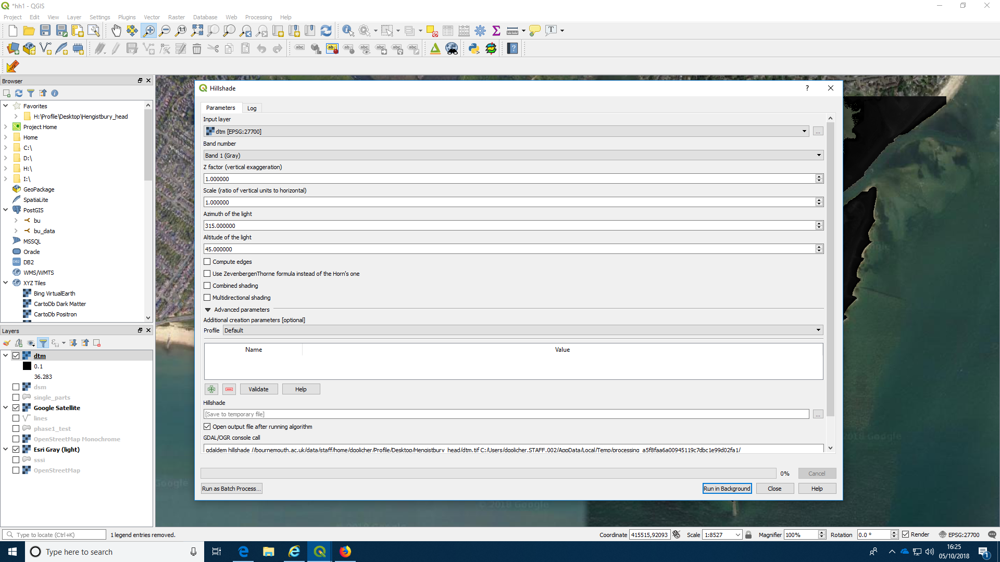 *hh1 - QGIS
Project Edit View Layer Settings Plugins Vector Raster Database Web Processing Help
Browser
Favorites
H:\Profile\Desktop\Hengistbury_head
Project Home
Home
C:\
D:\
H:\
I:\
GeoPackage
SpatiaLite
PostGIS
bu
bu_data
MSSQL
Oracle
DB2
WMS/WMTS
XYZ Tiles
Bing VirtualEarth
CartoDb Dark Matter
CartoDb Positron
Layers
dtm
0.1
36.283
dsm
single_parts
Google Satellite
lines
phase1_test
OpenStreetMap Monochrome
Esri Gray (light)
sssi
OpenStreetMap
Hillshade
?
Parameters Log
Input layer
dtm [EPSG:27700]
...
Band number
Band 1 (Gray)
Z factor (vertical exaggeration)
1.000000
Scale (ratio of vertical units to horizontal)
1.000000
Azimuth of the light
315.000000
Altitude of the light
45.000000
Compute edges
Use ZevenbergenThorne formula instead of the Horn's one
Combined shading
Multidirectional shading
Advanced parameters
Additional creation parameters [optional]
Profile Default
Name Value
Validate Help
Hillshade
[Save to temporary file]
...
Open output file after running algorithm
GDAL/OGR console call
gdaldem hillshade //bournemouth.ac.uk/data/staff/home/dgolicher/Profile/Desktop/Hengistbury_head/dtm.tif C:/Users/dgolicher.STAFF.002/AppData/Local/Temp/processing_a5f8faa6a00945119c7dbc1e99d02fa1/
0% Cancel
Run as Batch Process... Run in Background Close Help
Google
© 2018 Google
2018 Google
Type to locate (Ctrl+K) 1 legend entries removed. Coordinate 415515,92093 Scale 1:8527 Magnifier 100% Rotation 0.0 ° Render EPSG:27700
Type here to search
16:25
05/10/2018
1